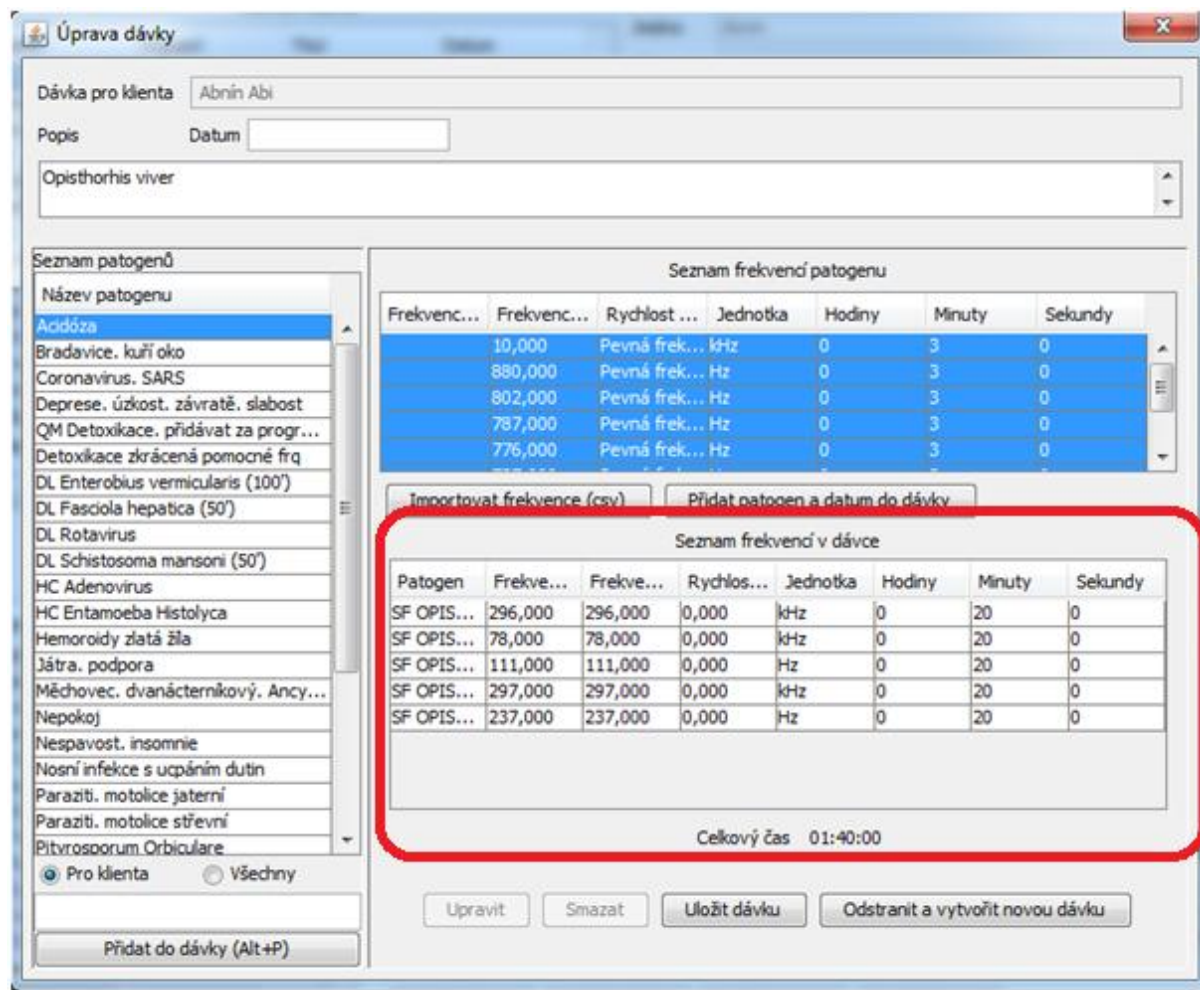 Úprava dávky
Dávka pro klienta Abnín Abi
Popis Datum
Opisthorhis viver
Seznam patogenů
Název patogenu
Acidóza
Bradavice. kuří oko
Coronavirus. SARS
Deprese. úzkost. závratě. slabost
QM Detoxikace. přidávat za progr...
Detoxikace zkrácená pomocné frq
DL Enterobius vermicularis (100')
DL Fasciola hepatica (50')
DL Rotavirus
DL Schistosoma mansoni (50')
HC Adenovirus
HC Entamoeba Histolyca
Hemoroidy zlatá žíla
Játra. podpora
Měchovec. dvanácterníkový. Ancy...
Nepokoj
Nespavost. insomnie
Nosní infekce s ucpáním dutin
Paraziti. motolice jaterní
Paraziti. motolice střevní
Pityrosporum Orbiculare
Pro klienta Všechny
Přidat do dávky (Alt+P)
Seznam frekvencí patogenu
Frekvenc... Frekvenc... Rychlost ... Jednotka Hodiny Minuty Sekundy
10,000 Pevná frek... kHz 0 3 0
880,000 Pevná frek... Hz 0 3 0
802,000 Pevná frek... Hz 0 3 0
787,000 Pevná frek... Hz 0 3 0
776,000 Pevná frek... Hz 0 3 0
Importovat frekvence (csv) Přidat patogen a datum do dávky
Seznam frekvencí v dávce
Patogen Frekve... Frekve... Rychlos... Jednotka Hodiny Minuty Sekundy
SF OPIS... 296,000 296,000 0,000 kHz 0 20 0
SF OPIS... 78,000 78,000 0,000 kHz 0 20 0
SF OPIS... 111,000 111,000 0,000 Hz 0 20 0
SF OPIS... 297,000 297,000 0,000 kHz 0 20 0
SF OPIS... 237,000 237,000 0,000 Hz 0 20 0
Celkový čas 01:40:00
Upravit Smazat Uložit dávku Odstranit a vytvořit novou dávku